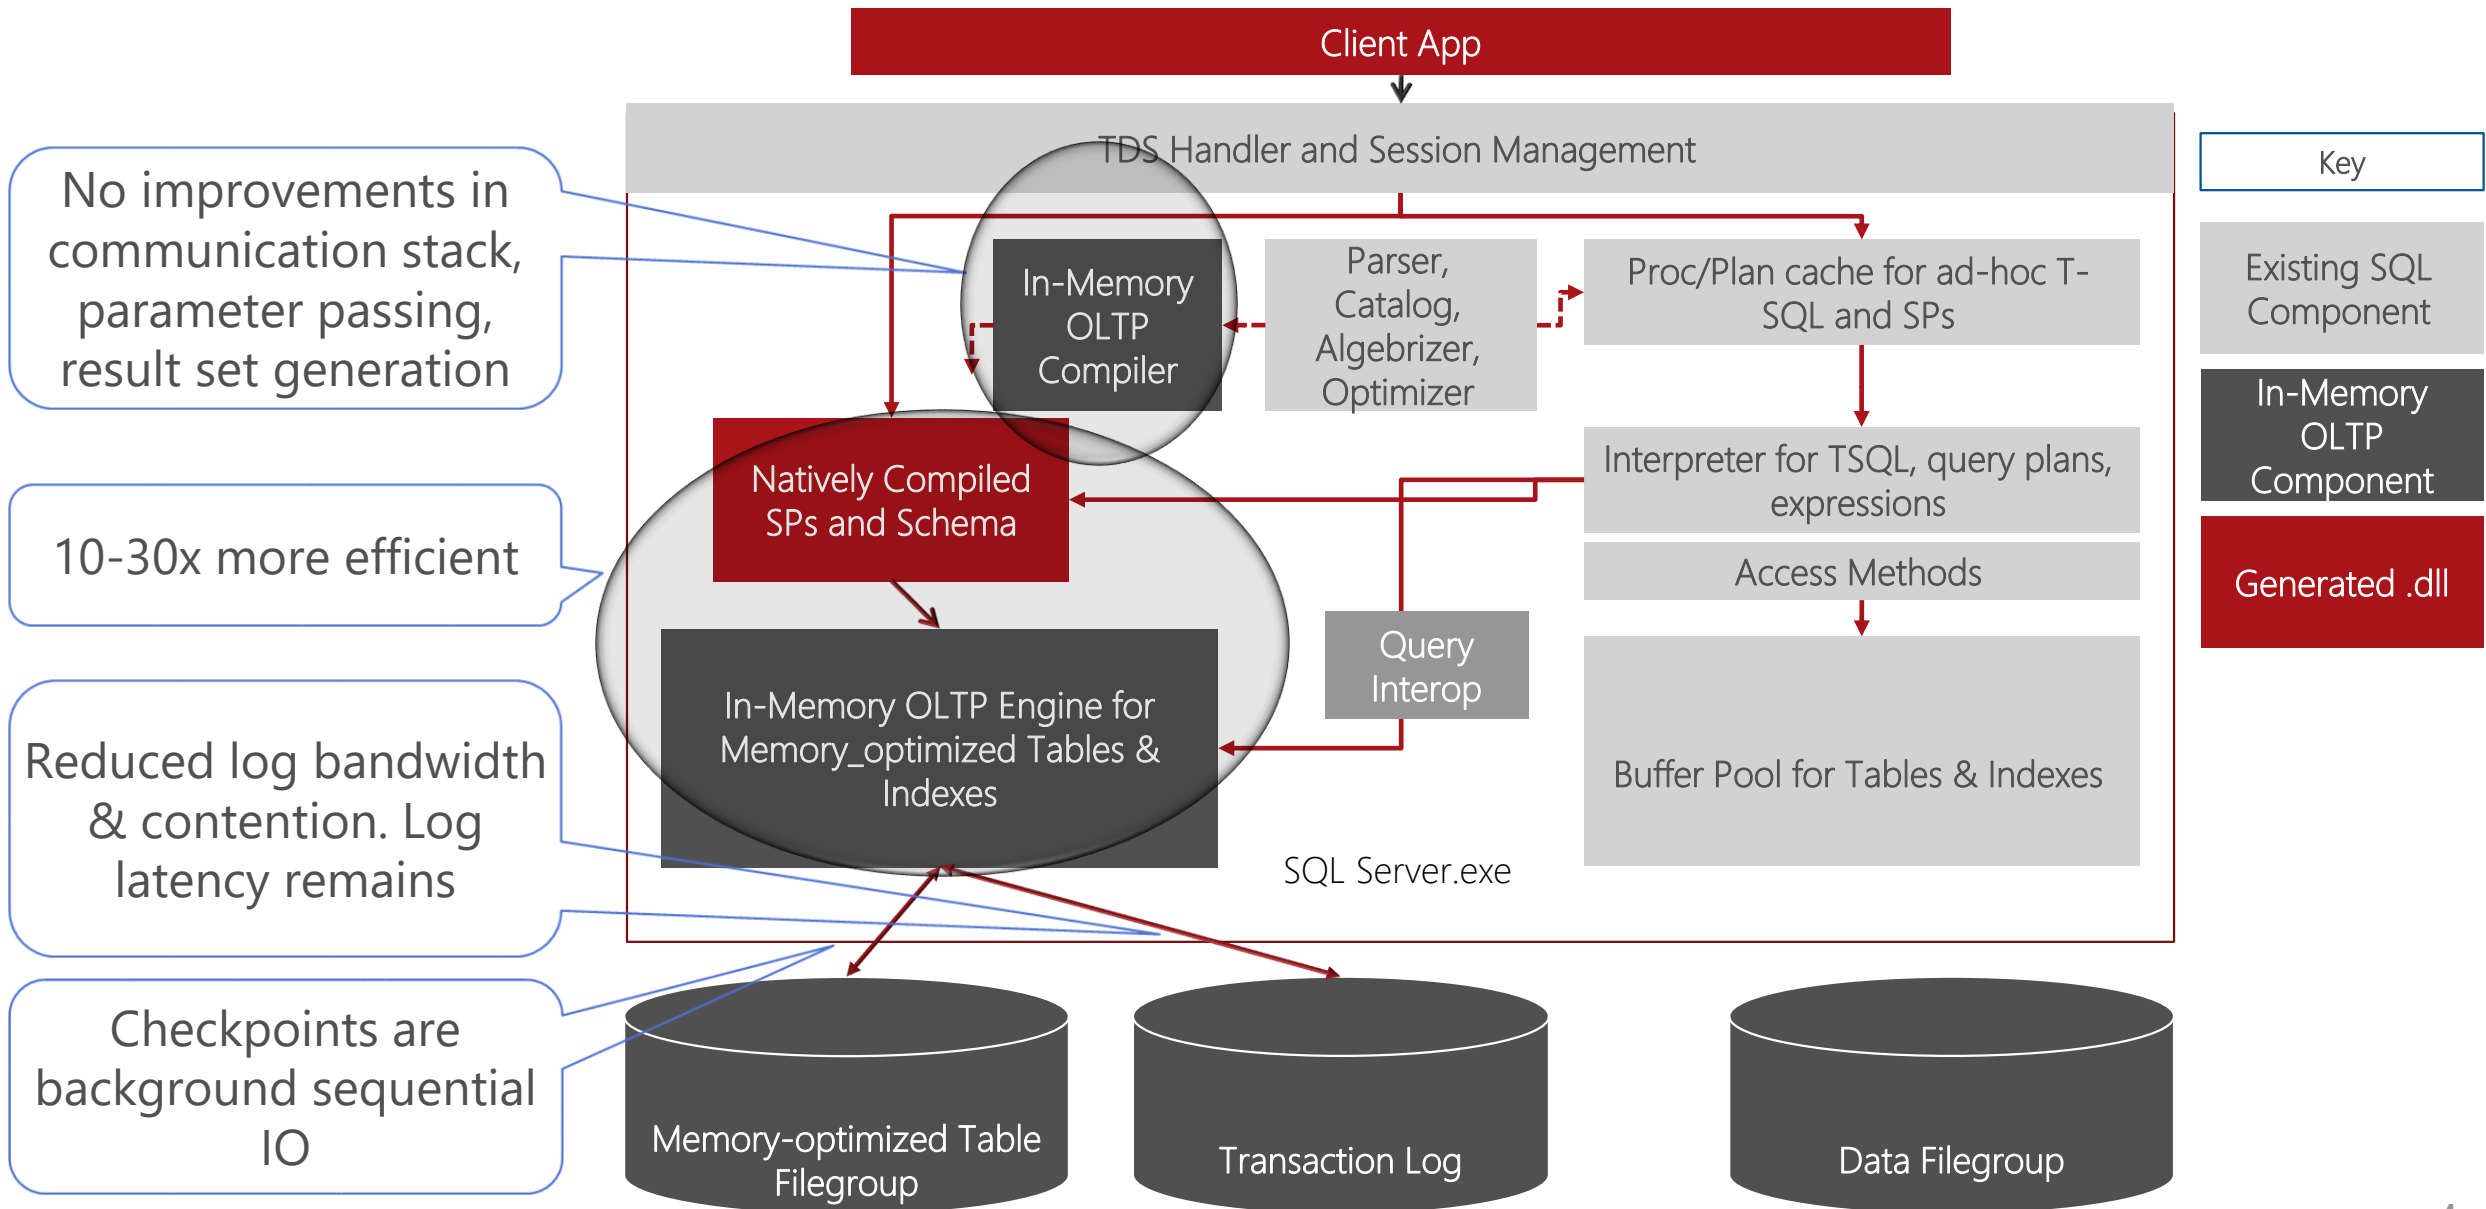 Client App
TDS Handler and Session Management
Key
No improvements in
communication stack,
parameter passing,
result set generation
In-Memory
OLTP
Compiler
Parser,
Catalog,
Algebrizer,
Optimizer
Proc/Plan cache for ad-hoc T-
SQL and SPs
Existing SQL
Component
In-Memory
OLTP
Component
Generated .dll
10-30x more efficient
Natively Compiled
SPs and Schema
Interpreter for TSQL, query plans,
expressions
Access Methods
Query
Interop
Reduced log bandwidth
& contention. Log
latency remains
In-Memory OLTP Engine for
Memory_optimized Tables &
Indexes
Buffer Pool for Tables & Indexes
SQL Server.exe
Checkpoints are
background sequential
IO
Memory-optimized Table
Filegroup
Transaction Log
Data Filegroup